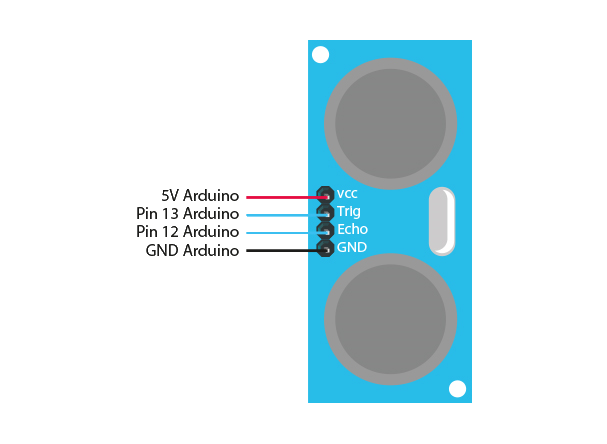 5V Arduino vcc
Pin 13 Arduino Trig
Pin 12 Arduino Echo
GND Arduino GND